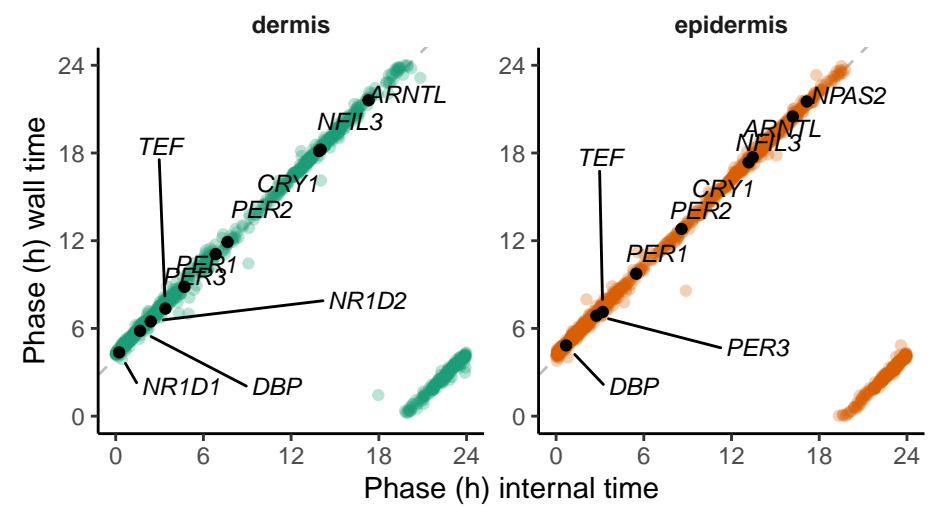 dermis
epidermis
Phase (h) wall time
24
18
12
6
0
ARNTL
NFIL3
TEF
CRY1
PER2
PER1
PER3
NR1D2
NR1D1
DBP
0 6 12 18 24
24
18
12
6
0
NPAS2
ARNTL
NFIL3
TEF
CRY1
PER2
PER1
PER3
DBP
0 6 12 18 24
Phase (h) internal time